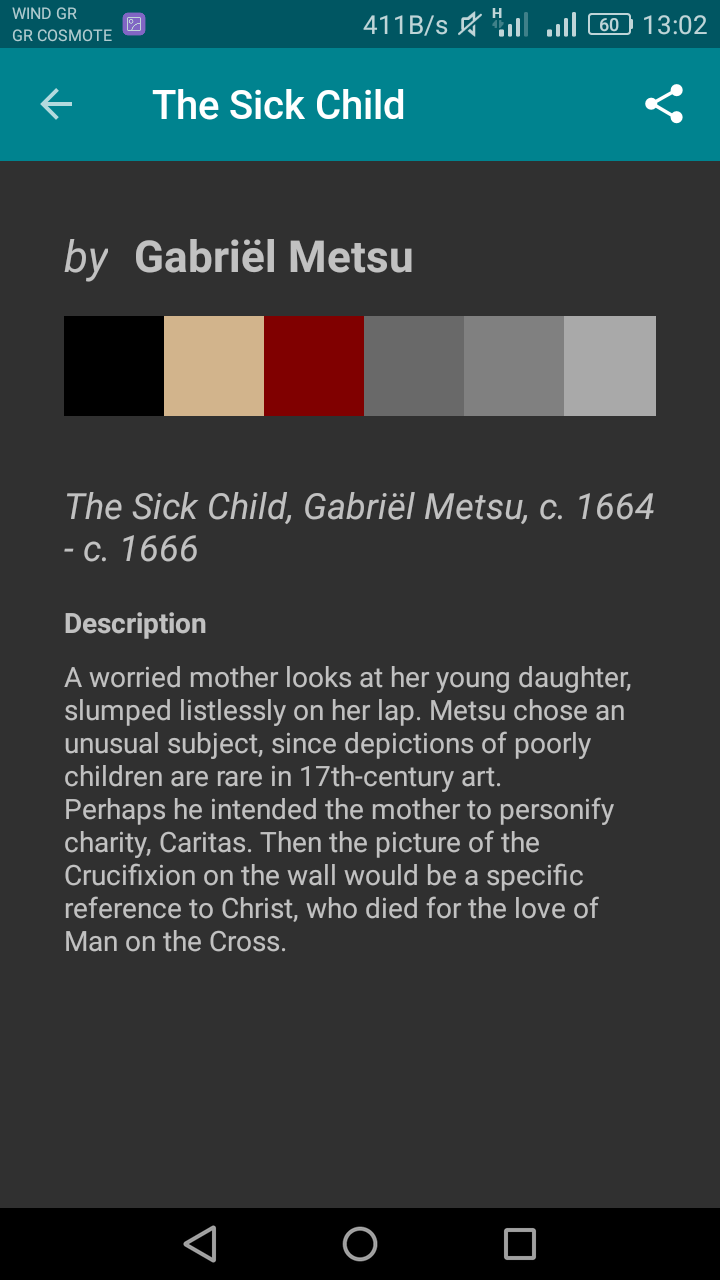 WIND GR
GR COSMOTE
411B/s
H
60
13:02
The Sick Child
by Gabriël Metsu
The Sick Child, Gabriël Metsu, c. 1664
- c. 1666
Description
A worried mother looks at her young daughter,
slumped listlessly on her lap. Metsu chose an
unusual subject, since depictions of poorly
children are rare in 17th-century art.
Perhaps he intended the mother to personify
charity, Caritas. Then the picture of the
Crucifixion on the wall would be a specific
reference to Christ, who died for the love of
Man on the Cross.